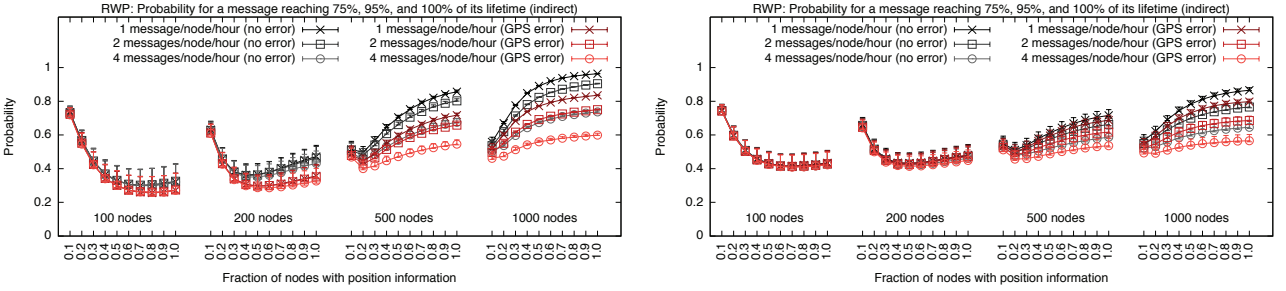 RWP: Probability for a message reaching 75%, 95%, and 100% of its lifetime (indirect)
1 message/node/hour (no error)
2 messages/node/hour (no error)
4 messages/node/hour (no error)
1 message/node/hour (GPS error)
2 messages/node/hour (GPS error)
4 messages/node/hour (GPS error)
Probability
1
0.8
0.6
0.4
0.2
0
100 nodes
200 nodes
500 nodes
1000 nodes
0.1 0.2 0.3 0.4 0.5 0.6 0.7 0.8 0.9 1.0
0.1 0.2 0.3 0.4 0.5 0.6 0.7 0.8 0.9 1.0
0.1 0.2 0.3 0.4 0.5 0.6 0.7 0.8 0.9 1.0
0.1 0.2 0.3 0.4 0.5 0.6 0.7 0.8 0.9 1.0
Fraction of nodes with position information
RWP: Probability for a message reaching 75%, 95%, and 100% of its lifetime (indirect)
1 message/node/hour (no error)
2 messages/node/hour (no error)
4 messages/node/hour (no error)
1 message/node/hour (GPS error)
2 messages/node/hour (GPS error)
4 messages/node/hour (GPS error)
Probability
1
0.8
0.6
0.4
0.2
0
100 nodes
200 nodes
500 nodes
1000 nodes
0.1 0.2 0.3 0.4 0.5 0.6 0.7 0.8 0.9 1.0
0.1 0.2 0.3 0.4 0.5 0.6 0.7 0.8 0.9 1.0
0.1 0.2 0.3 0.4 0.5 0.6 0.7 0.8 0.9 1.0
0.1 0.2 0.3 0.4 0.5 0.6 0.7 0.8 0.9 1.0
Fraction of nodes with position information